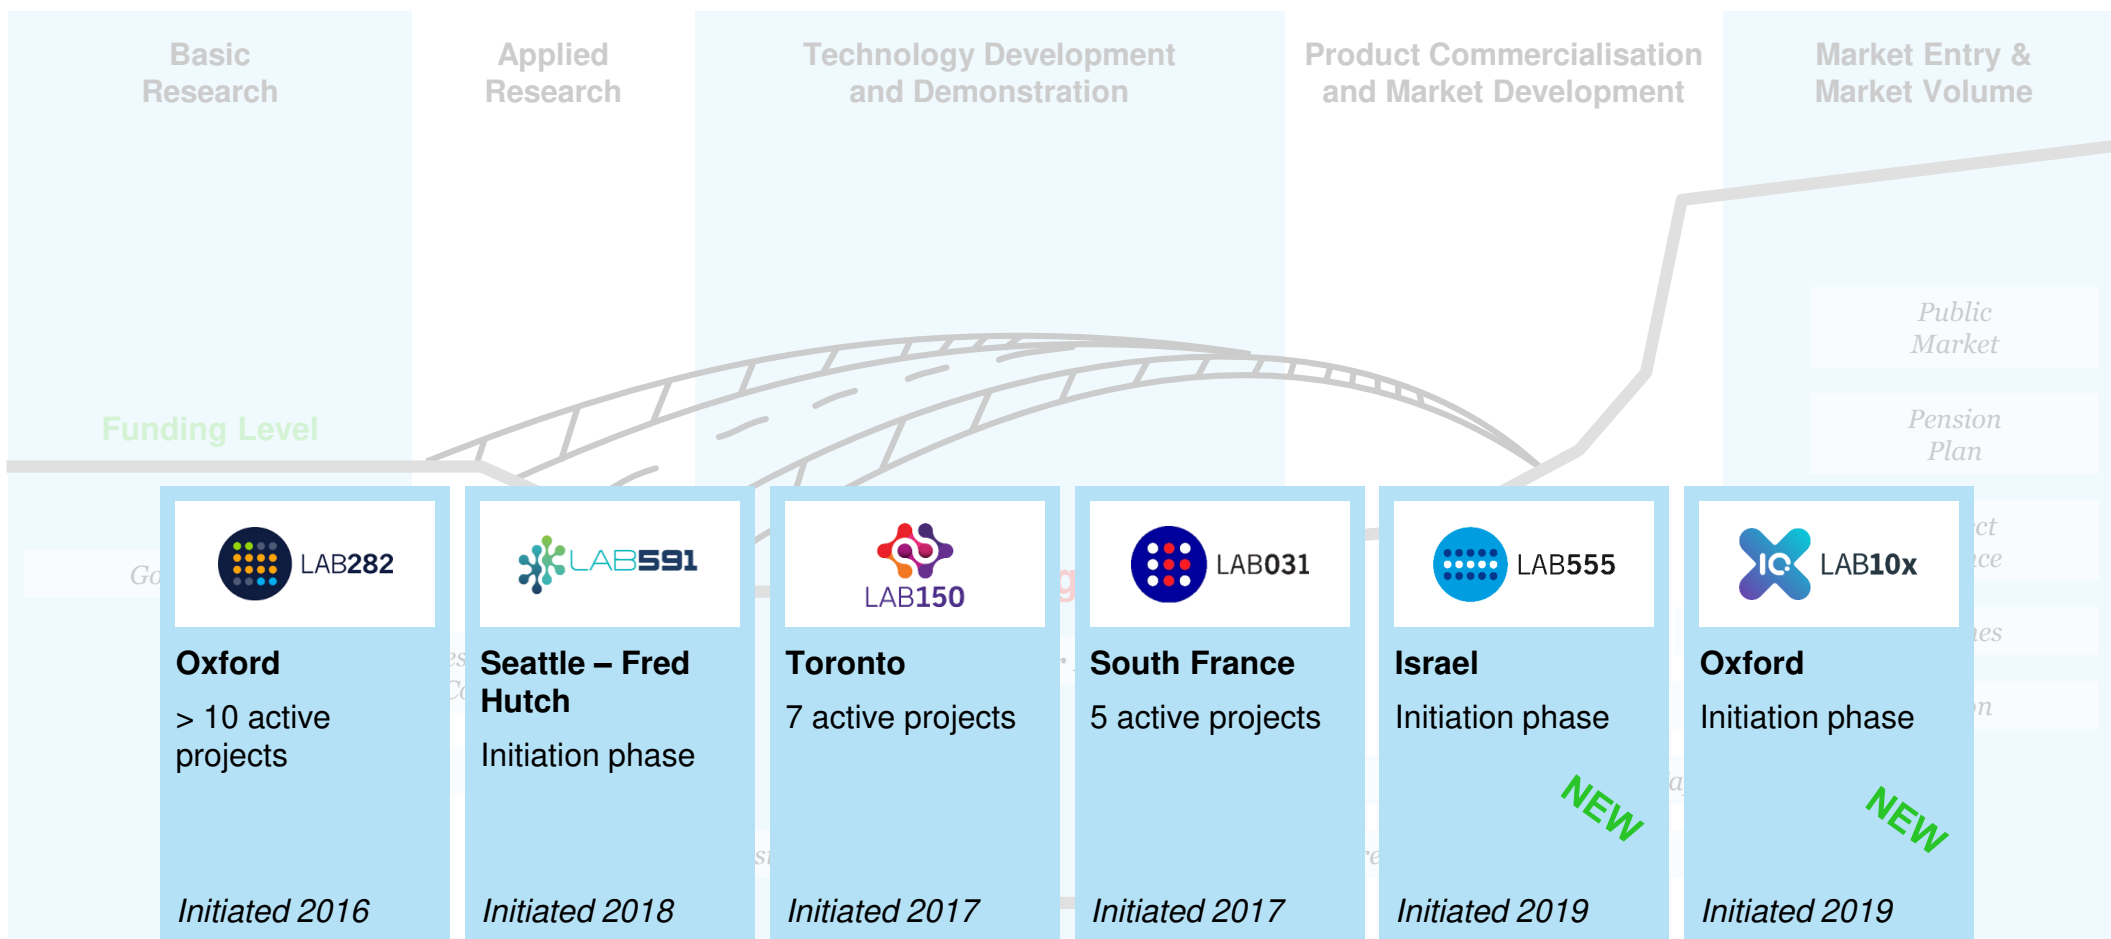 Basic
Research
Applied
Research
Technology Development
and Demonstration
Product Commercialisation
and Market Development
Market Entry &
Market Volume
Public
Market
Pension
Plan
Funding Level
LAB282
Oxford
> 10 active
projects
Initiated 2016
LAB591
Seattle – Fred
Hutch
Initiation phase
Initiated 2018
LAB150
Toronto
7 active projects
Initiated 2017
LAB031
South France
5 active projects
Initiated 2017
LAB555
Israel
Initiation phase
NEW
Initiated 2019
IQ
LAB10x
Oxford
Initiation phase
NEW
Initiated 2019